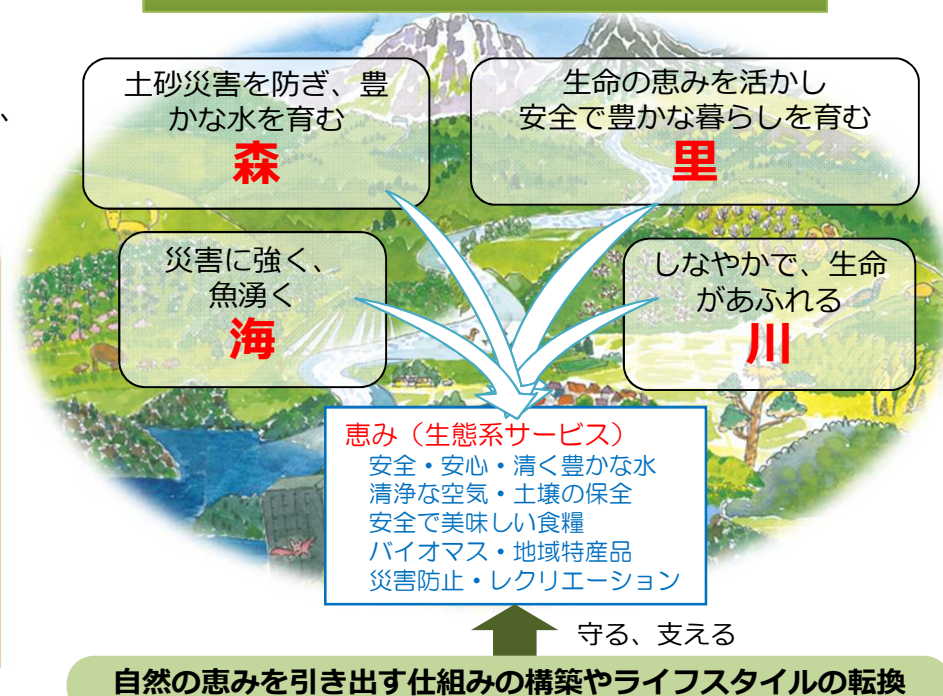 土砂災害を防ぎ、豊
かな水を育む
森
生命の恵みを活かし
安全で豊かな暮らしを育む
里
災害に強く、
魚湧く
海
しなやかで、生命
があふれる
川
恵み（生態系サービス）
安全・安心・清く豊かな水
清浄な空気・土壌の保全
安全で美味しい食糧
バイオマス・地域特産品
災害防止・レクリエーション
守る、支える
自然の恵みを引き出す仕組みの構築やライフスタイルの転換